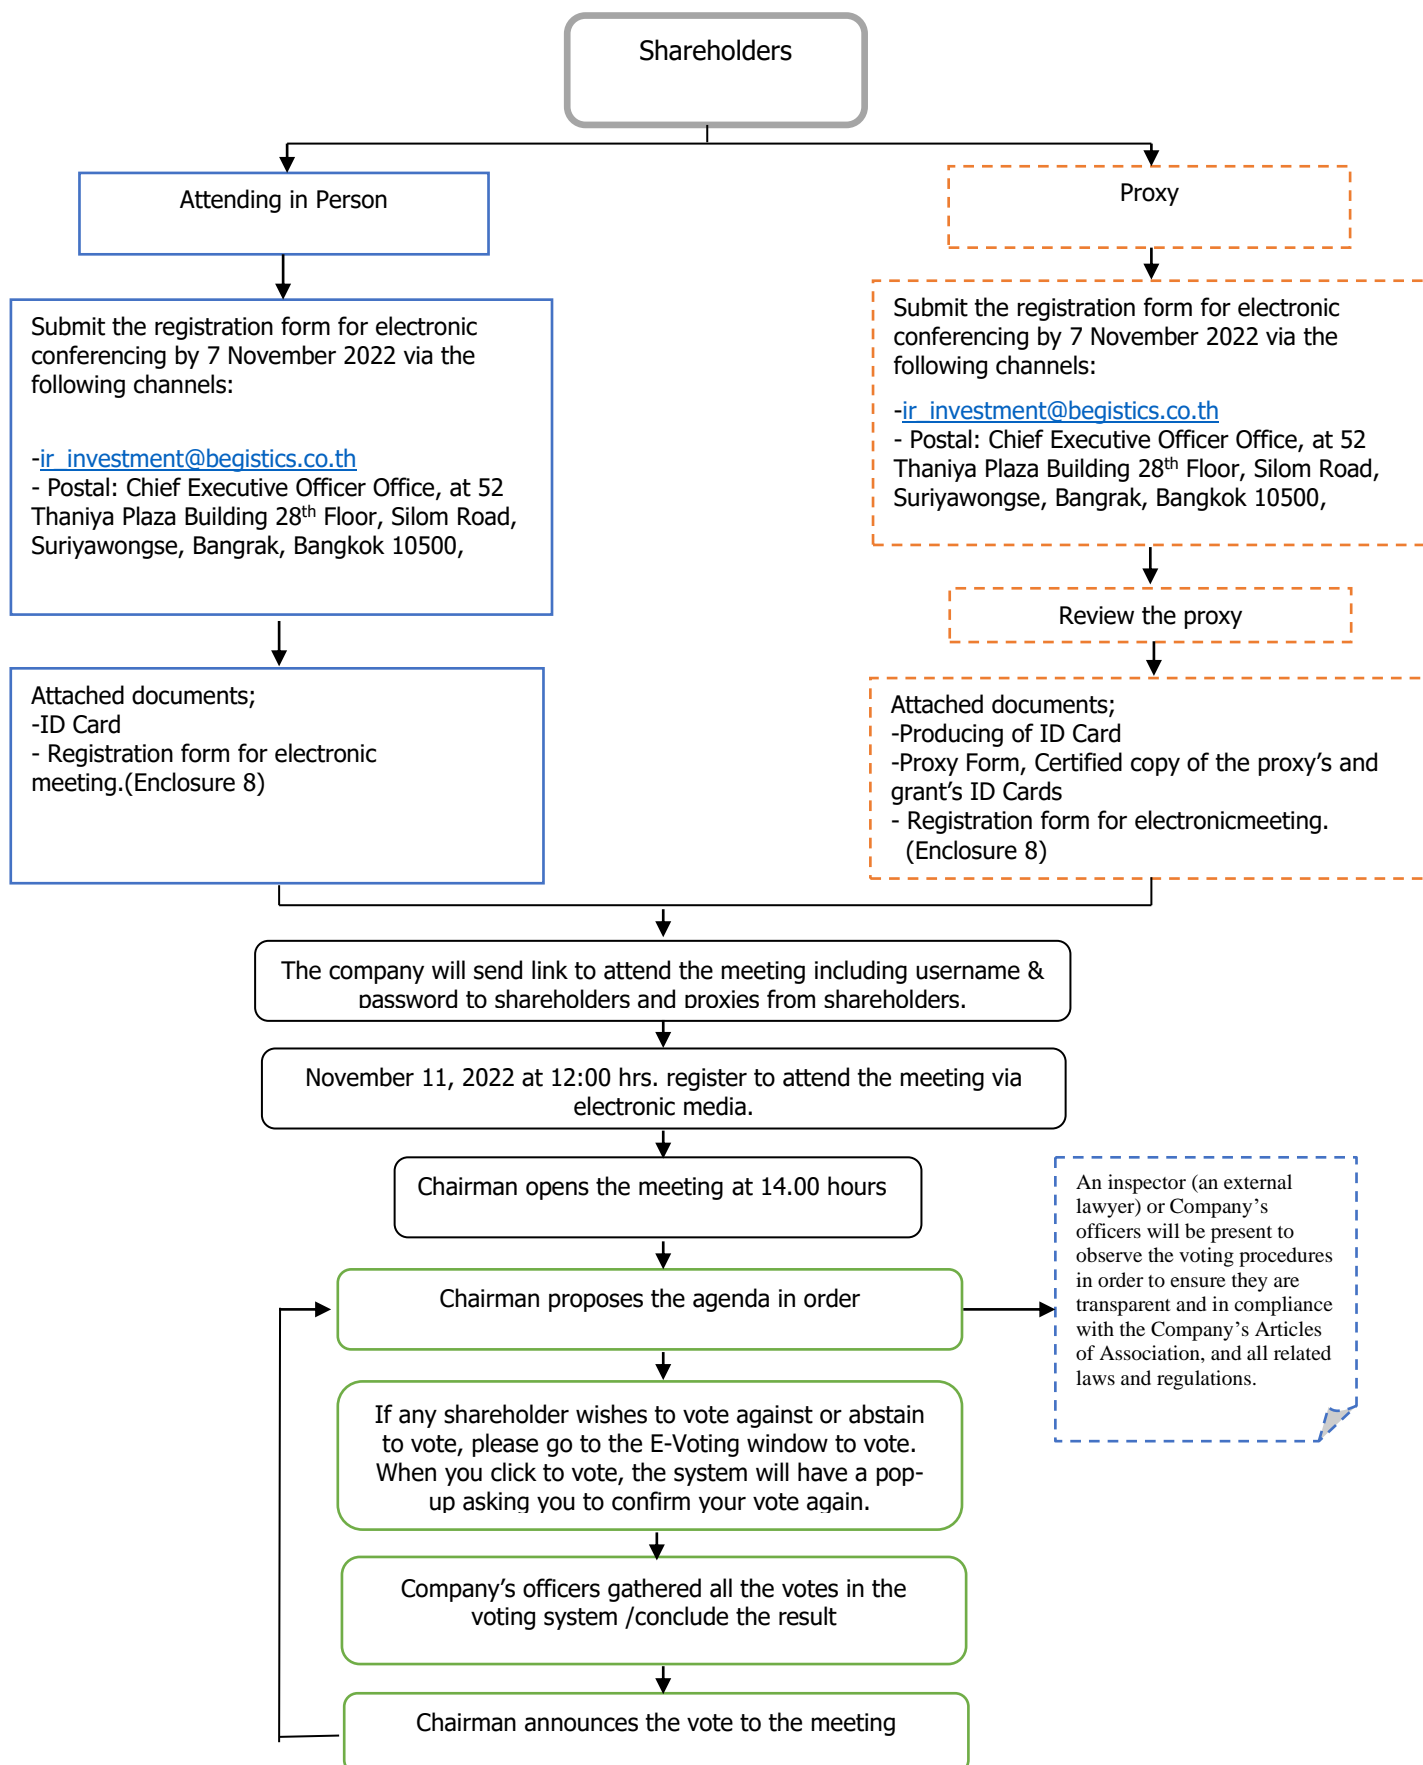 Shareholders
Attending in Person
Proxy
Submit the registration form for electronic
conferencing by 7 November 2022 via the
following channels:
-ir_investment@begistics.co.th
- Postal: Chief Executive Officer Office, at 52
Thaniya Plaza Building 28th Floor, Silom Road,
Suriyawongse, Bangrak, Bangkok 10500,
Submit the registration form for electronic
conferencing by 7 November 2022 via the
following channels:
-ir_investment@begistics.co.th
- Postal: Chief Executive Officer Office, at 52
Thaniya Plaza Building 28th Floor, Silom Road,
Suriyawongse, Bangrak, Bangkok 10500,
Review the proxy
Attached documents;
-ID Card
- Registration form for electronic
meeting.(Enclosure 8)
Attached documents;
-Producing of ID Card
-Proxy Form, Certified copy of the proxy’s and
grant’s ID Cards
- Registration form for electronicmeeting.
(Enclosure 8)
The company will send link to attend the meeting including username &
password to shareholders and proxies from shareholders.
November 11, 2022 at 12:00 hrs. register to attend the meeting via
electronic media.
Chairman opens the meeting at 14.00 hours
An inspector (an external
lawyer) or Company’s
officers will be present to
observe the voting procedures
in order to ensure they are
transparent and in compliance
with the Company’s Articles
of Association, and all related
laws and regulations.
Chairman proposes the agenda in order
If any shareholder wishes to vote against or abstain
to vote, please go to the E-Voting window to vote.
When you click to vote, the system will have a pop-
up asking you to confirm your vote again.
Company’s officers gathered all the votes in the
voting system /conclude the result
Chairman announces the vote to the meeting